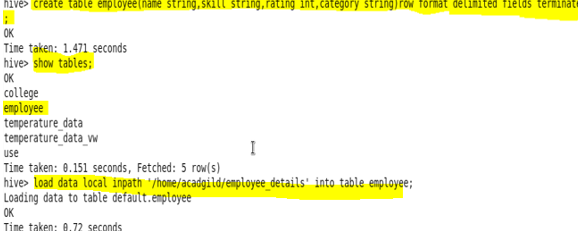 hive> create table employee(name string,skill string,rating int,category string)row format delimited fields terminate
;
OK
Time taken: 1.471 seconds
hive> show tables;
OK
college
employee
temperature_data
temperature_data_vw
use
Time taken: 0.151 seconds, Fetched: 5 row(s)
hive> load data local inpath '/home/acadgild/employee_details' into table employee;
Loading data to table default.employee
OK
Time taken: 0.72 seconds